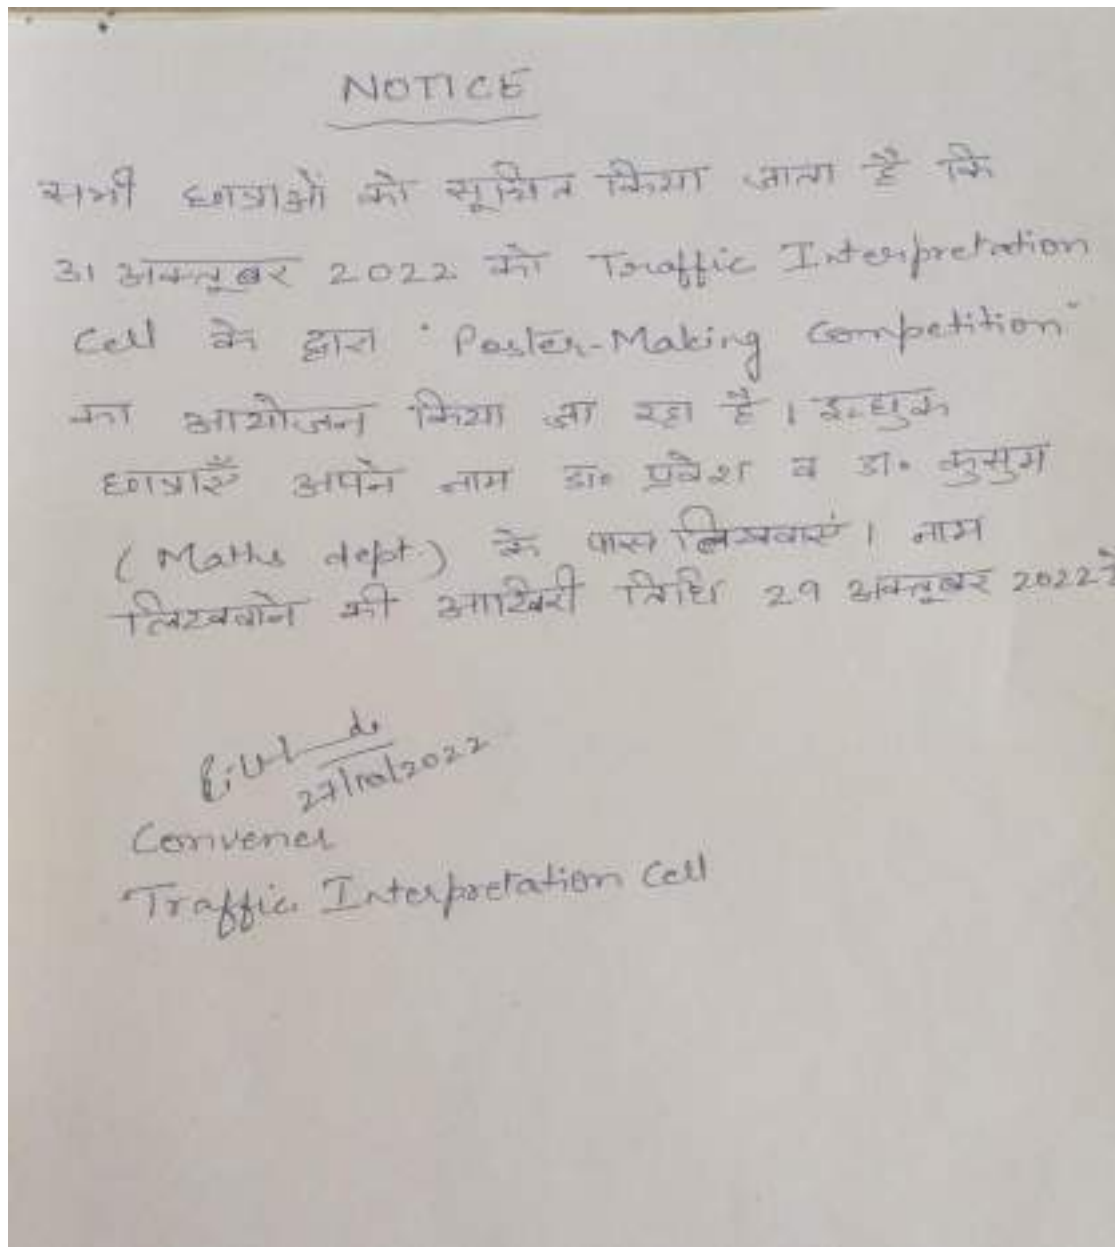 NOTICE
सभी छात्राओं को सूचित किया जाता है कि
31 अक्तूबर 2022 को Traffic Interpretation
Cell के द्वारा "Poster-Making Competition"
का आयोजन किया जा रहा है । इच्छुक
छात्राएँ अपने नाम डा॰ प्रवेश व डा॰ कुसुम
(Maths dept) के पास लिखवाएं । नाम
लिखवाने की आखिरी तिथि 29 अक्तूबर 2022 है
27/10/2022
Convener
Traffic Interpretation Cell